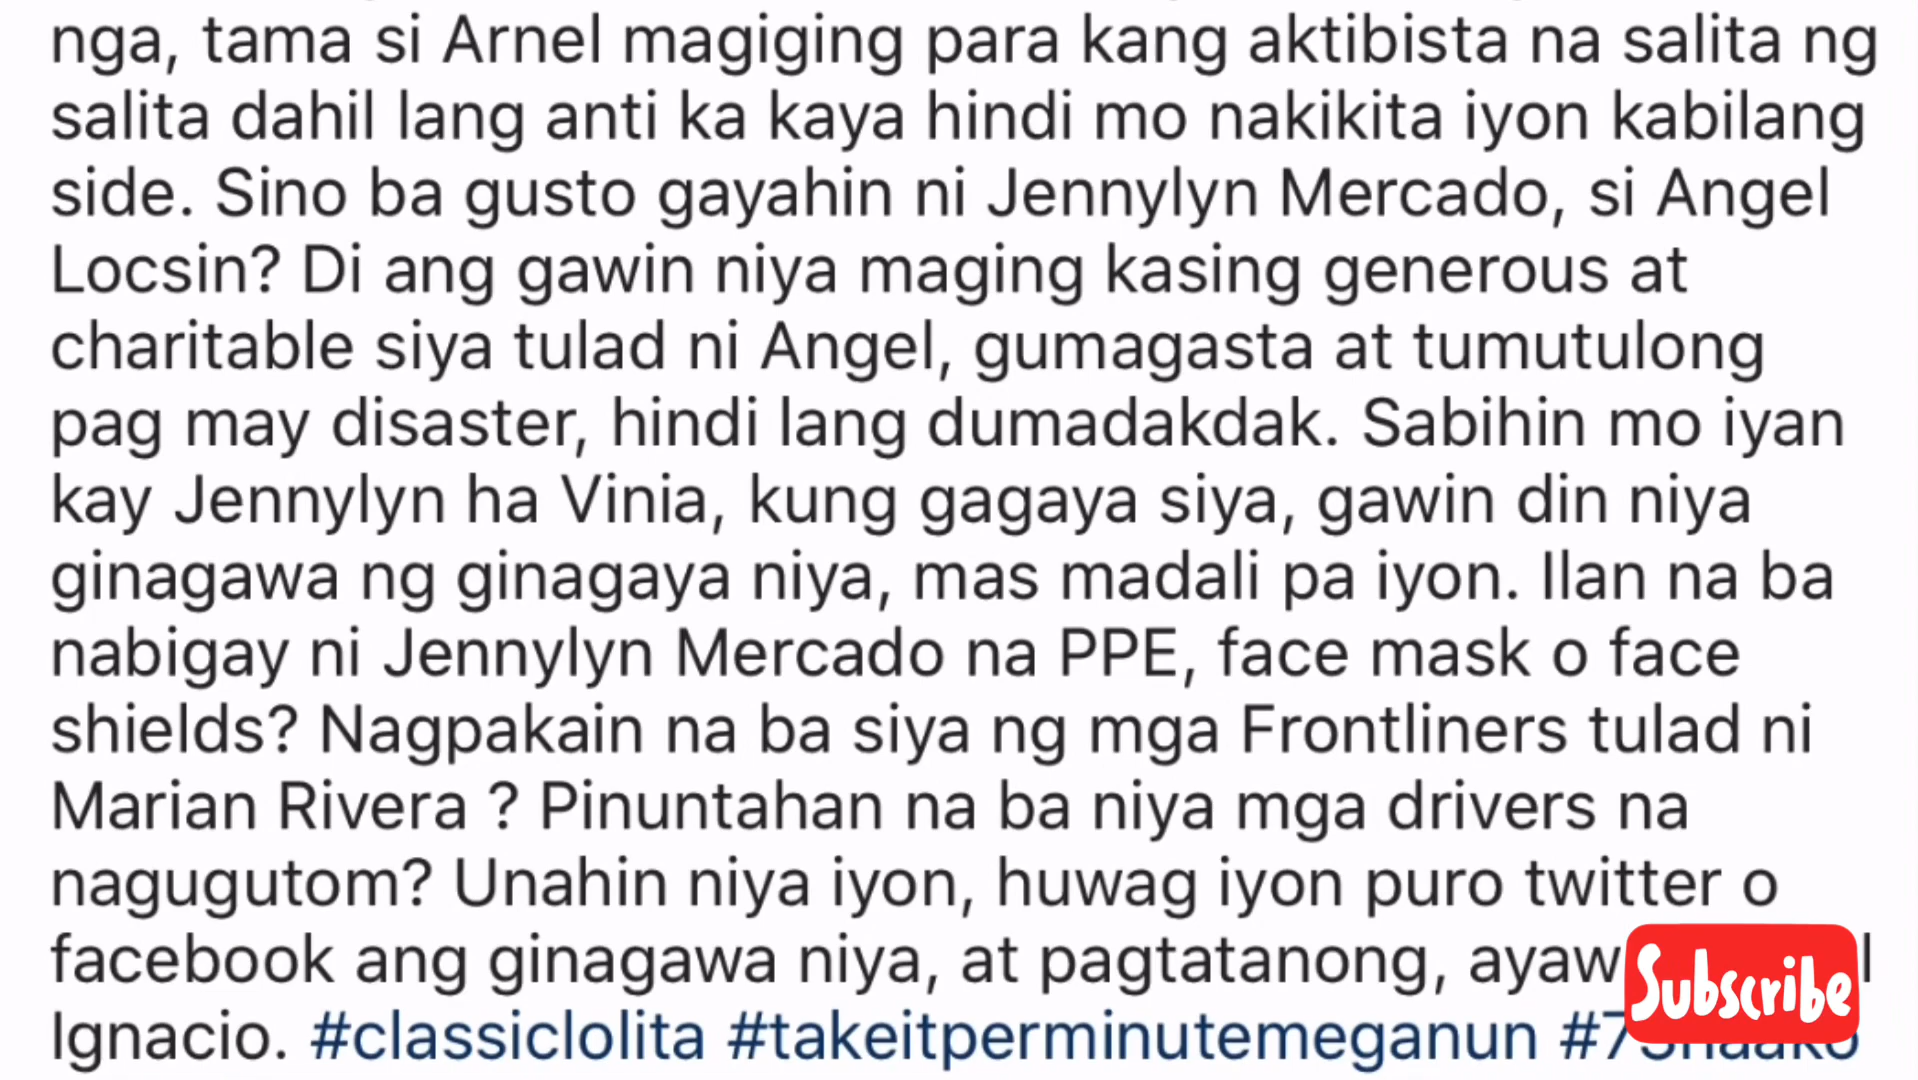 nga, tama si Arnel magiging para kang aktibista na salita ng
salita dahil lang anti ka kaya hindi mo nakikita iyon kabilang
side. Sino ba gusto gayahin ni Jennylyn Mercado, si Angel
Locsin? Di ang gawin niya maging kasing generous at
charitable siya tulad ni Angel, gumagasta at tumutulong
pag may disaster, hindi lang dumadakdak. Sabihin mo iyan
kay Jennylyn ha Vinia, kung gagaya siya, gawin din niya
ginagawa ng ginagaya niya, mas madali pa iyon. Ilan na ba
nabigay ni Jennylyn Mercado na PPE, face mask o face
shields? Nagpakain na ba siya ng mga Frontliners tulad ni
Marian Rivera ? Pinuntahan na ba niya mga drivers na
nagugutom? Unahin niya iyon, huwag iyon puro twitter o
facebook ang ginagawa niya, at pagtatanong, ayaw
Subscribe
Ignacio. #classiclolita #takeitperminutemeganun